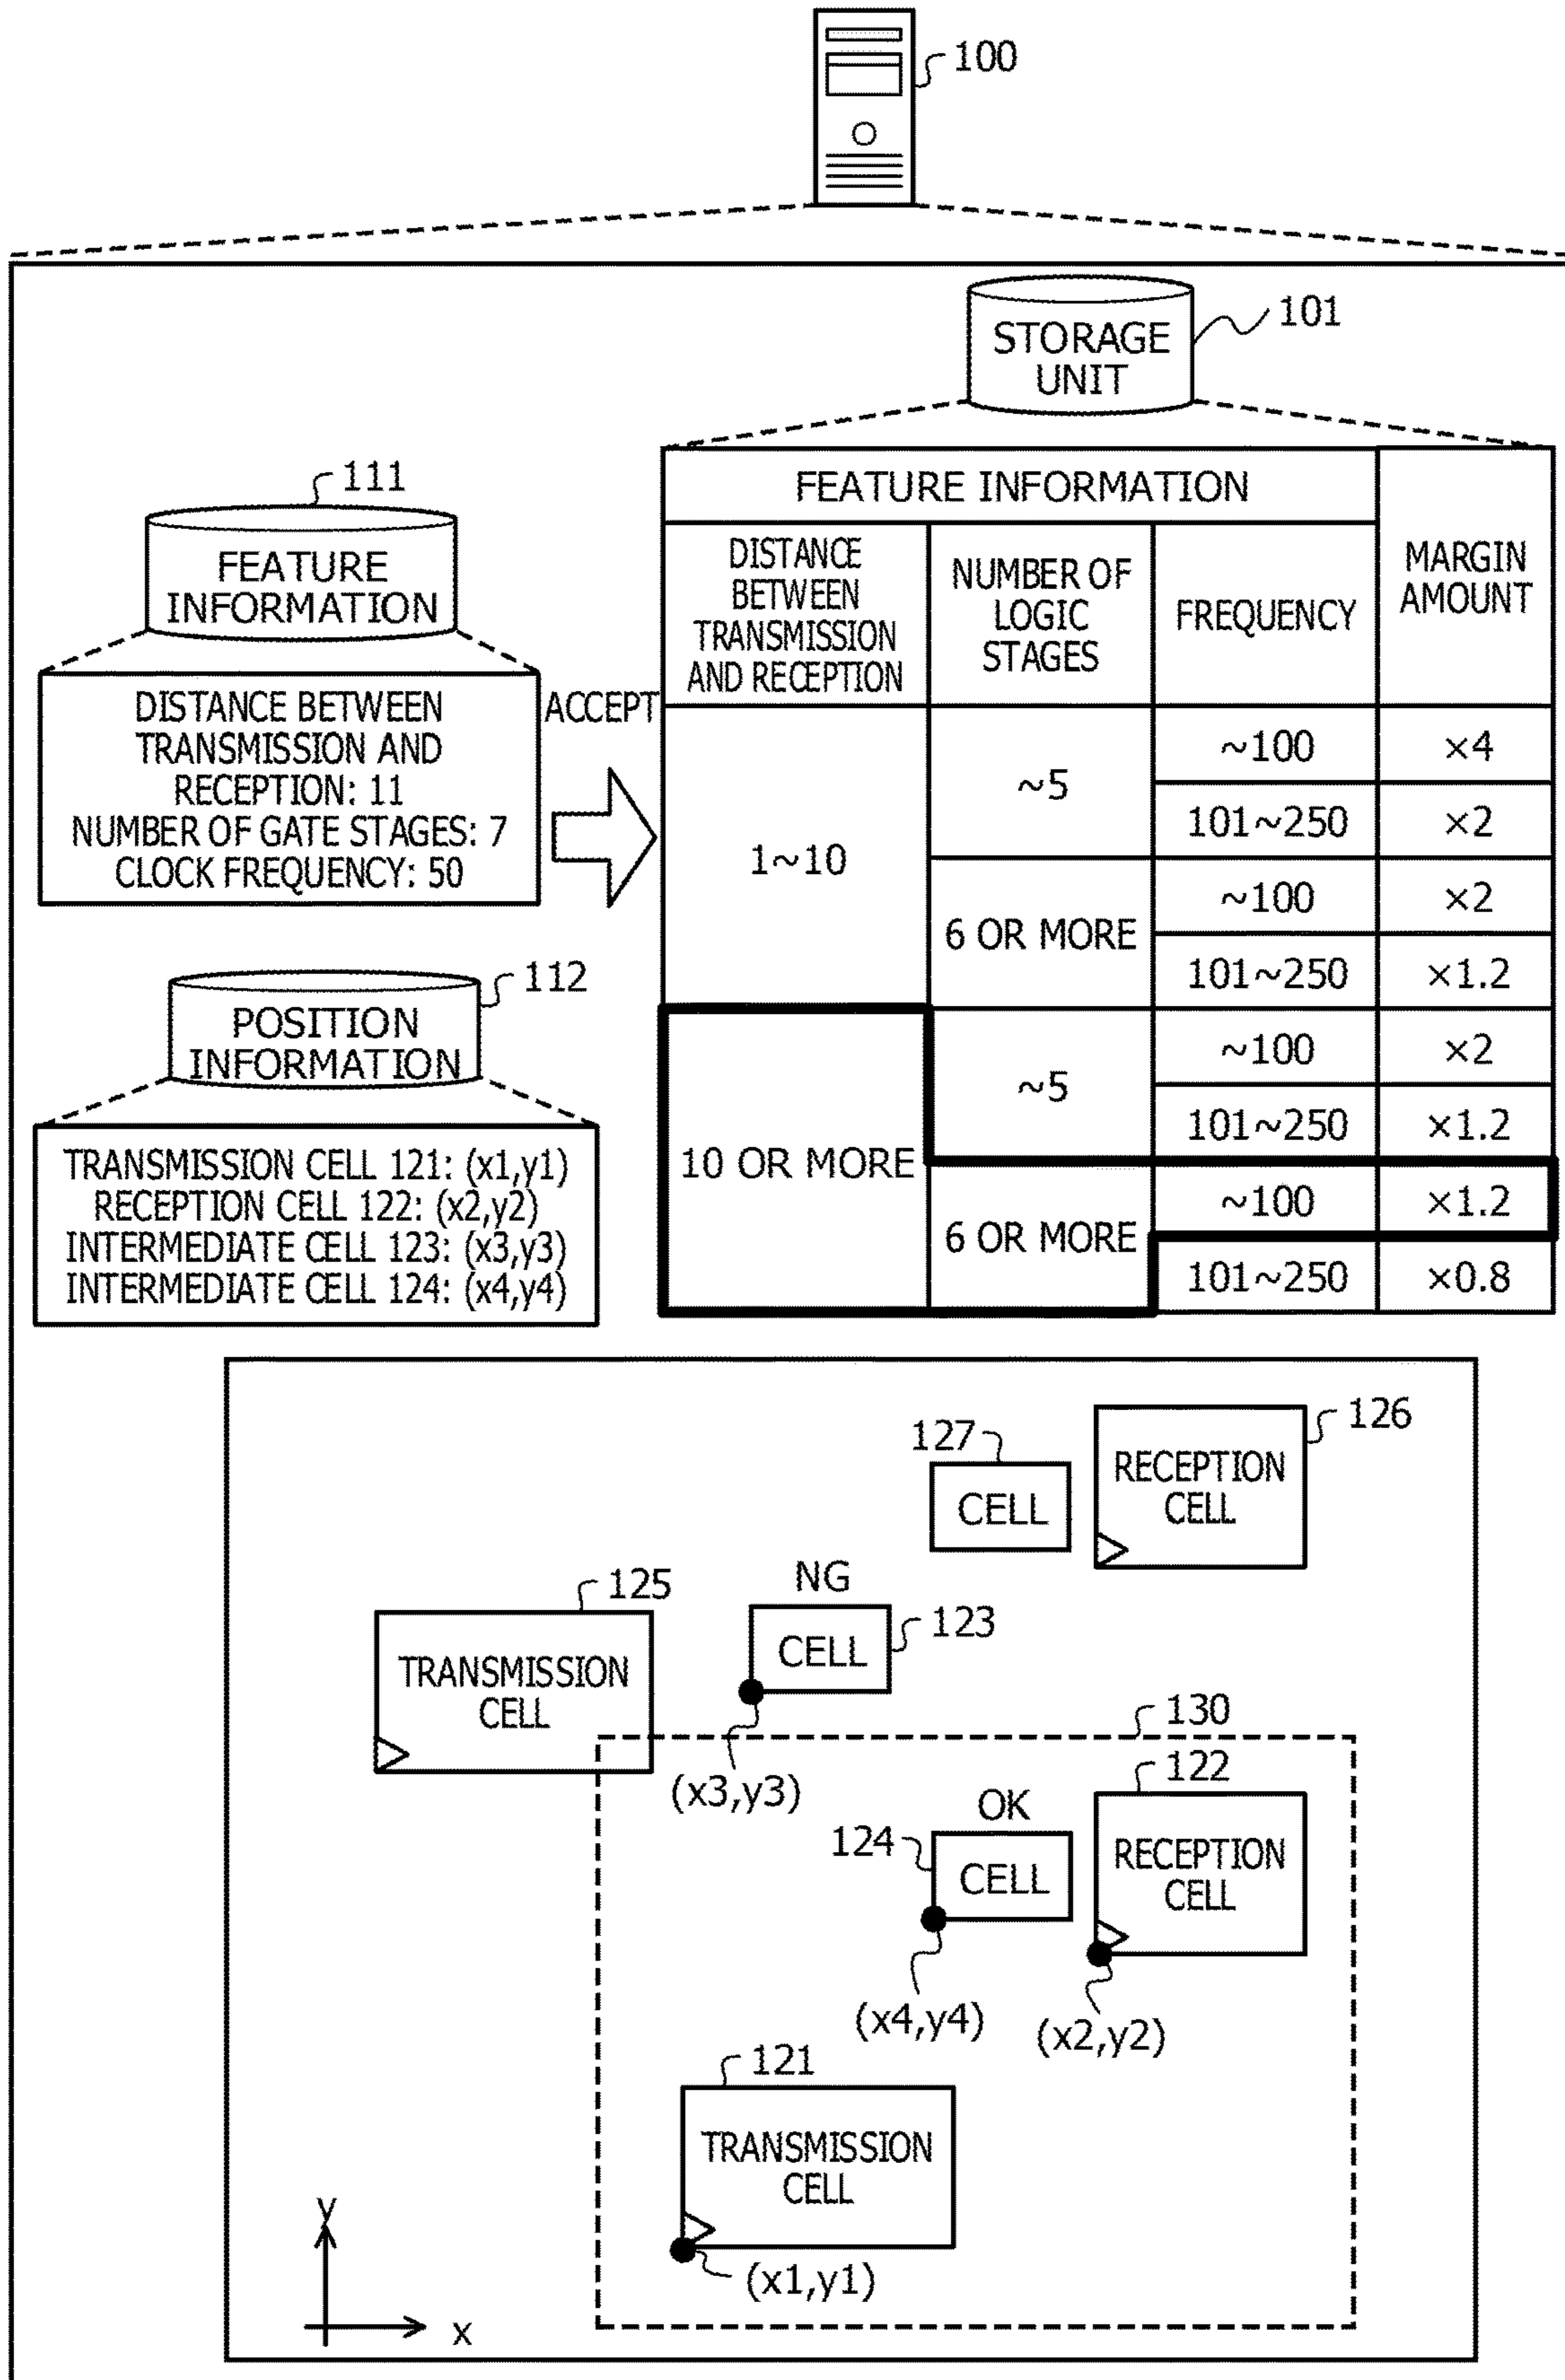 100
STORAGE
UNIT
101
111
FEATURE
INFORMATION
DISTANCE BETWEEN
TRANSMISSION AND
RECEPTION: 11
NUMBER OF GATE STAGES: 7
CLOCK FREQUENCY: 50
ACCEPT
112
POSITION
INFORMATION
TRANSMISSION CELL 121: (x1,y1)
RECEPTION CELL 122: (x2,y2)
INTERMEDIATE CELL 123: (x3,y3)
INTERMEDIATE CELL 124: (x4,y4)
FEATURE INFORMATION
MARGIN
AMOUNT
DISTANCE
BETWEEN
TRANSMISSION
AND RECEPTION
NUMBER OF
LOGIC
STAGES
FREQUENCY
1~10
~5
~100
×4
101~250
×2
6 OR MORE
~100
×2
101~250
×1.2
10 OR MORE
~5
~100
×2
101~250
×1.2
6 OR MORE
~100
×1.2
101~250
×0.8
126
RECEPTION
CELL
127
CELL
125
TRANSMISSION
CELL
NG
123
CELL
(x3,y3)
130
122
RECEPTION
CELL
OK
124
CELL
(x4,y4)
(x2,y2)
121
TRANSMISSION
CELL
(x1,y1)
y
x